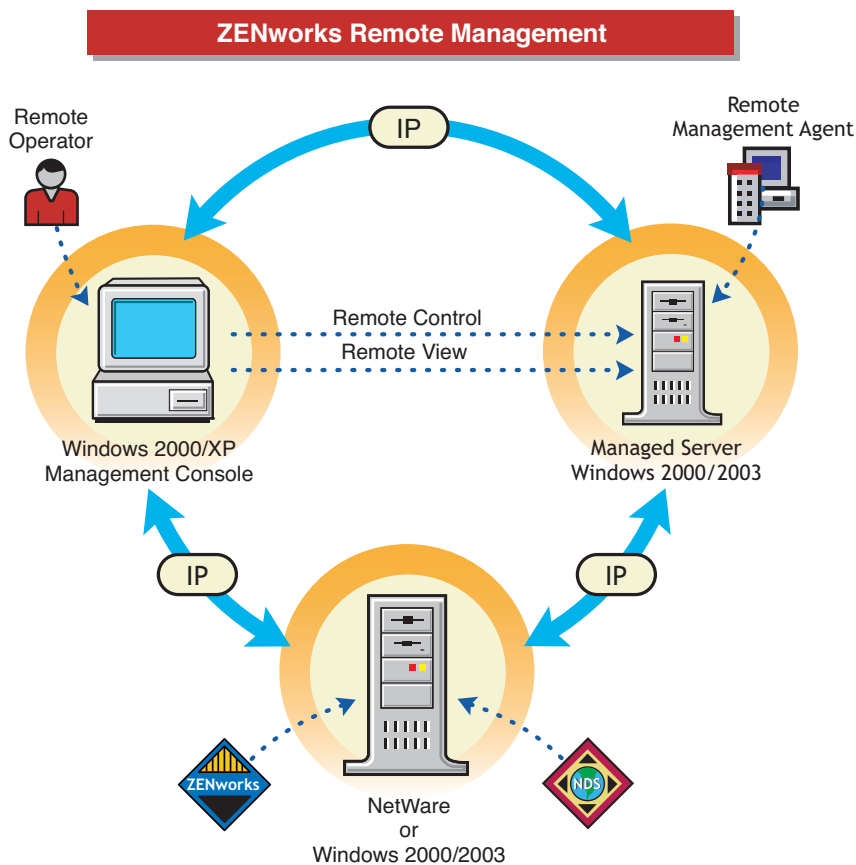 ZENworks Remote Management
IP
Remote
Operator
Remote
Management Agent
Remote Control
Remote View
Windows 2000/XP
Management Console
Managed Server
Windows 2000/2003
IP
IP
ZENworks
NDS
NetWare
or
Windows 2000/2003